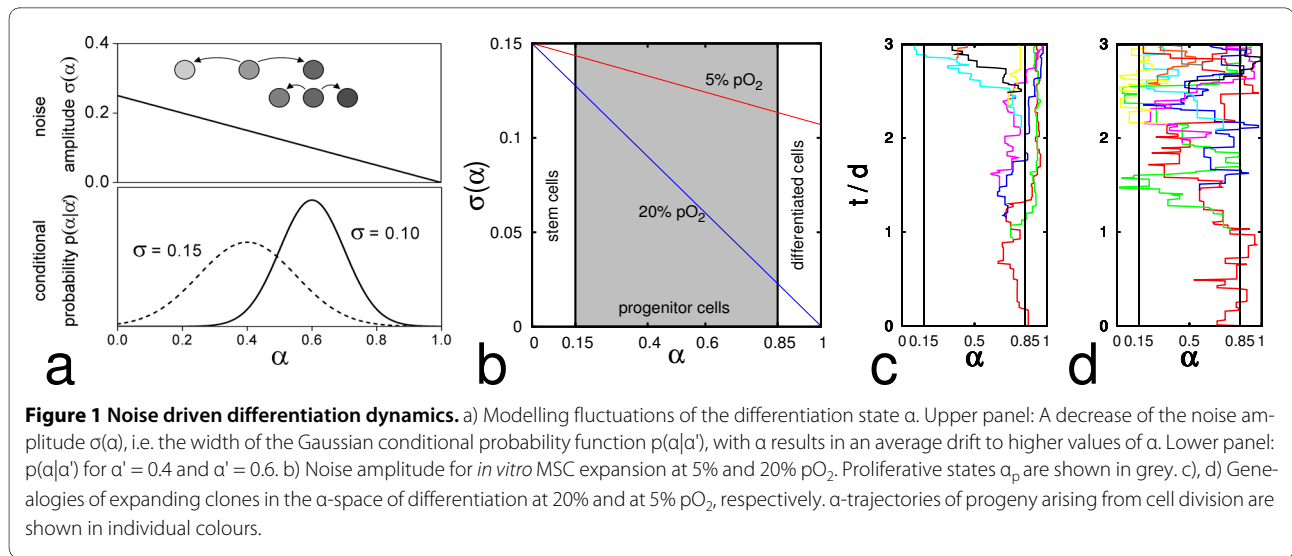 0.4
0.2
0.0
noise
amplitude σ(α)
conditional
probability p(α|α')
σ = 0.15
σ = 0.10
0.0 0.2 0.4 0.6 0.8 1.0
α
a
0.15
0.1
0.05
0
σ(α)
stem cells
5% pO2
20% pO2
progenitor cells
differentiated cells
0 0.15 0.4 0.6 0.85 1
α
b
3
2
1
0
t / d
0 0.15 0.5 0.85 1
α
c
3
2
1
0
0 0.15 0.5 0.85 1
α
d
Figure 1 Noise driven differentiation dynamics. a) Modelling fluctuations of the differentiation state α. Upper panel: A decrease of the noise am-
plitude σ(α), i.e. the width of the Gaussian conditional probability function p(α|α'), with α results in an average drift to higher values of α. Lower panel:
p(α|α') for α' = 0.4 and α' = 0.6. b) Noise amplitude for in vitro MSC expansion at 5% and 20% pO2. Proliferative states αp are shown in grey. c), d) Gene-
alogies of expanding clones in the α-space of differentiation at 20% and at 5% pO2, respectively. α-trajectories of progeny arising from cell division are
shown in individual colours.